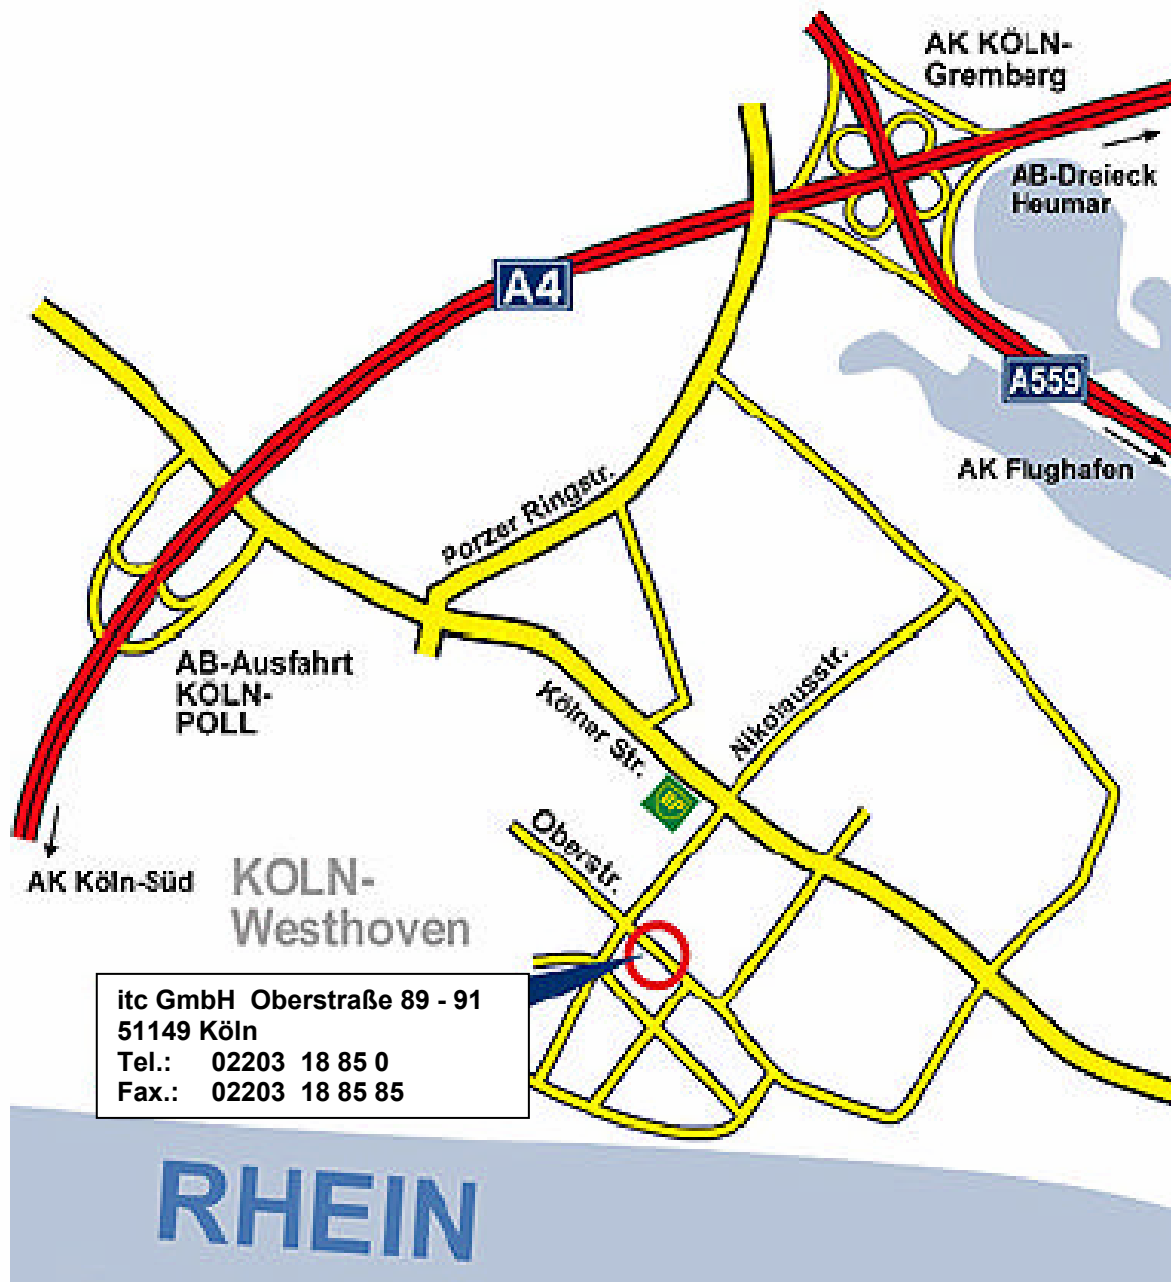 AK KÖLN-
Gremberg
AB-Dreieck
Heumar
A4
A559
AK Flughafen
Porzer Ringstr.
AB-Ausfahrt
KÖLN-
POLL
Kölner Str.
Nikolausstr.
BP
Oberstr.
AK Köln-Süd
KÖLN-
Westhoven
itc GmbH Oberstraße 89 - 91
51149 Köln
Tel.: 02203 18 85 0
Fax.: 02203 18 85 85
RHEIN